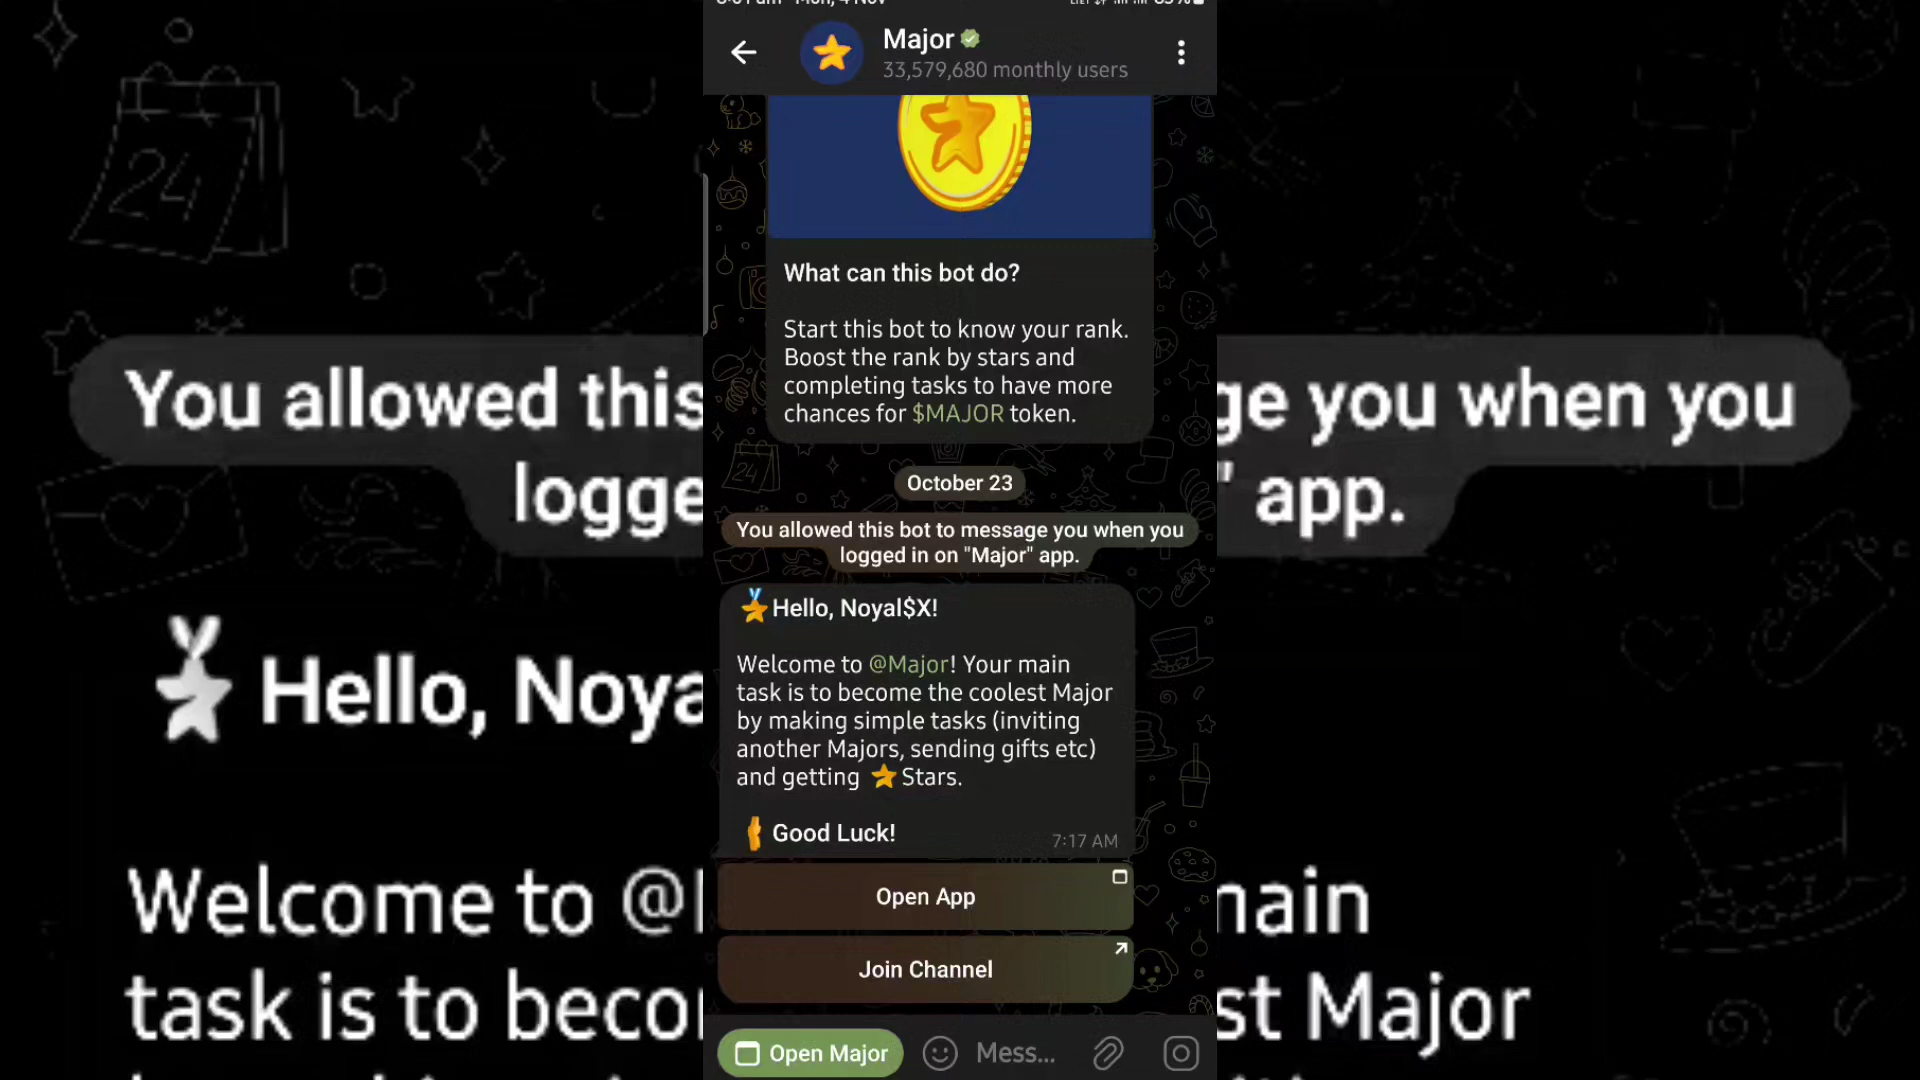 Major
33,579,680 monthly users
What can this bot do?
Start this bot to know your rank.
Boost the rank by stars and
completing tasks to have more
chances for $MAJOR token.
October 23
You allowed this bot to message you when you
logged in on "Major" app.
Hello, Noyal$X!
Welcome to @Major! Your main
task is to become the coolest Major
by making simple tasks (inviting
another Majors, sending gifts etc)
and getting Stars.
Good Luck!
7:17 AM
Open App
Join Channel
Open Major
Mess...
You allowed this
ge you when you
logge
" app.
Hello, Noya
Welcome to @
main
task is to beco
st Major
24
24